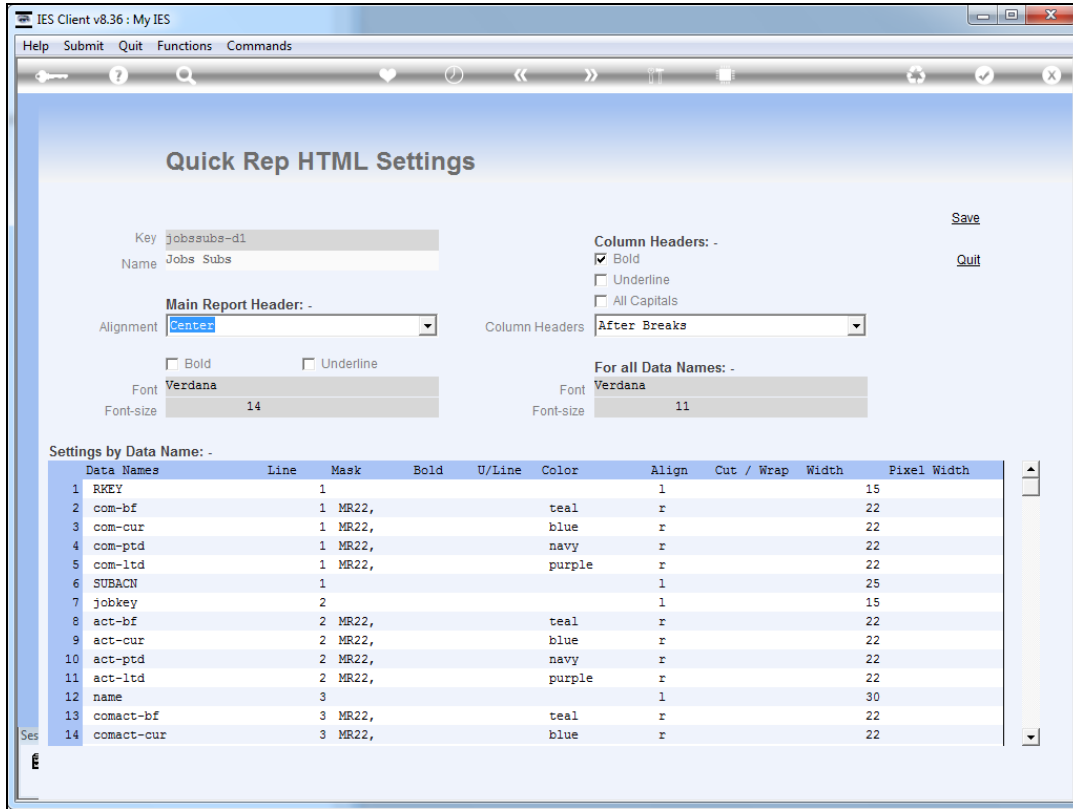 IES Client v8.36 : My IES
Help Submit Quit Functions Commands
Quick Rep HTML Settings
Save
Key jobssubs-d1
Column Headers: -
Name Jobs Subs
Bold
Quit
Underline
Main Report Header: -
All Capitals
Alignment Center
Column Headers After Breaks
Bold Underline
For all Data Names: -
Font Verdana
Font Verdana
Font-size 14
Font-size 11
Settings by Data Name: -
Data Names Line Mask Bold U/Line Color Align Cut / Wrap Width Pixel Width
1 RKEY 1 l 15
2 com-bf 1 MR22, teal r 22
3 com-cur 1 MR22, blue r 22
4 com-ptd 1 MR22, navy r 22
5 com-ltd 1 MR22, purple r 22
6 SUBACN 1 l 25
7 jobkey 2 l 15
8 act-bf 2 MR22, teal r 22
9 act-cur 2 MR22, blue r 22
10 act-ptd 2 MR22, navy r 22
11 act-ltd 2 MR22, purple r 22
12 name 3 l 30
13 comact-bf 3 MR22, teal r 22
14 comact-cur 3 MR22, blue r 22
Ses